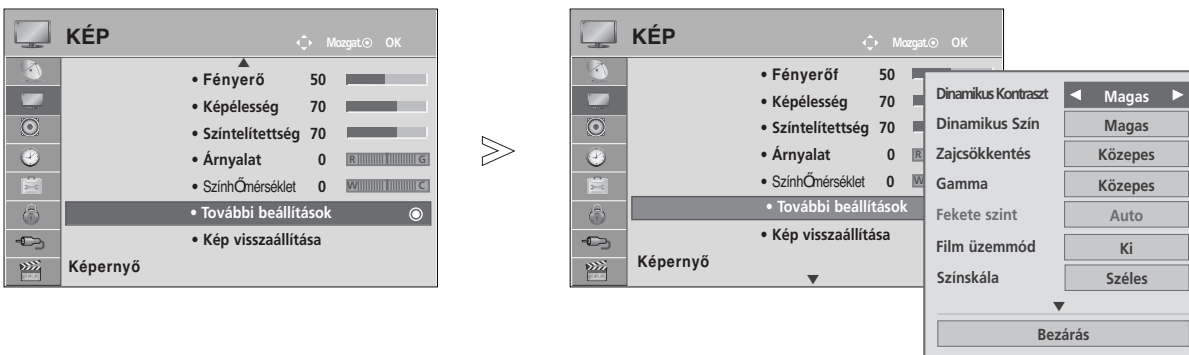 KÉP
Mozgat. OK
• Fényerő 50
• Képélesség 70
• Színtelítettség 70
• Árnyalat 0 R G
• SzínhŐmérséklet 0 W C
• További beállítások
• Kép visszaállítása
Képernyő
>
KÉP
Mozgat. OK
• Fényerőf 50
• Képélesség 70
• Színtelítettség 70
• Árnyalat 0 R
• SzínhŐmérséklet 0 W
• További beállítások
• Kép visszaállítása
Képernyő
Dinamikus Kontraszt Magas
Dinamikus Szín Magas
Zajcsökkentés Közepes
Gamma Közepes
Fekete szint Auto
Film üzemmód Ki
Színskála Széles
Bezárás